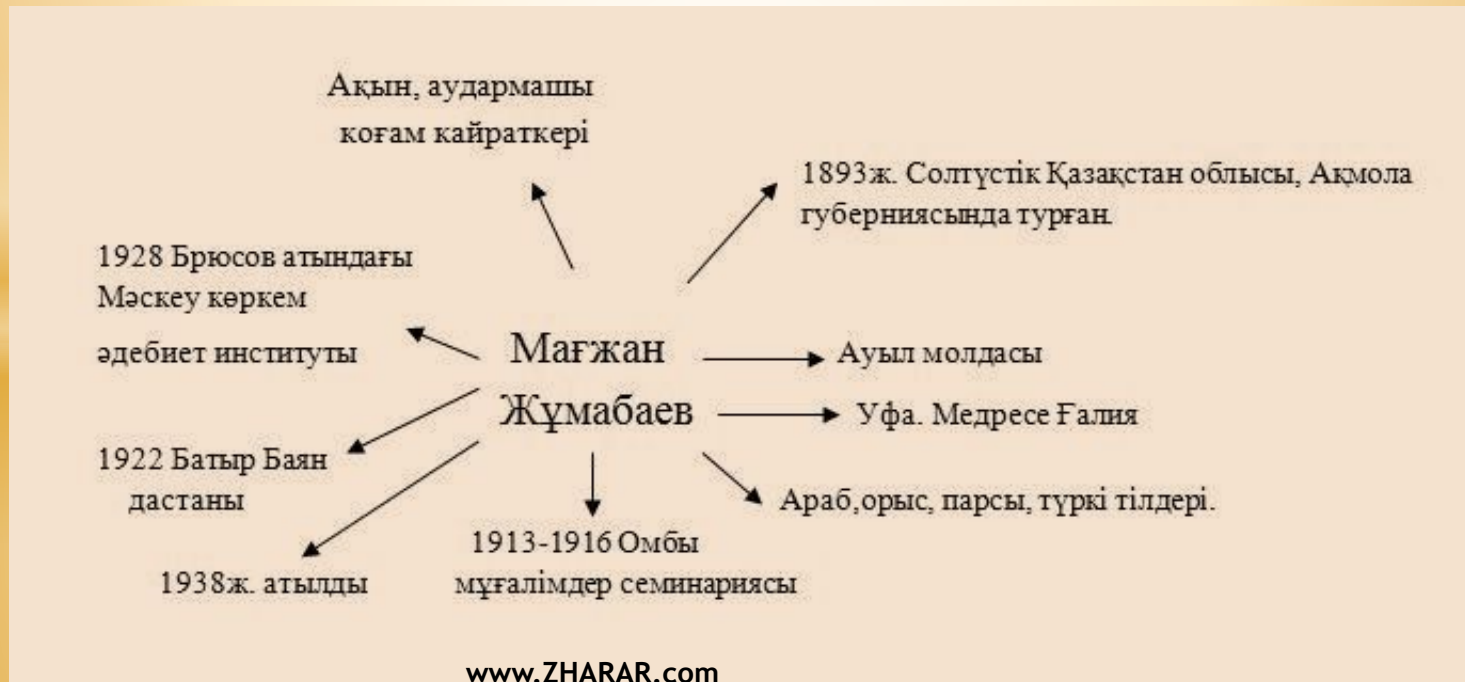 Ақын, аудармашы
коғам кайраткері
1893ж. Солтүстік Қазақстан облысы, Ақмола
губерниясында турған.
1928 Брюсов атындағы
Мәскеу көркем
әдебиет институты
Мағжан
Жұмабаев
Ауыл молдасы
Уфа. Медресе Ғалия
1922 Батыр Баян
дастаны
Араб,орыс, парсы, түркі тілдері.
1938ж. атылды
1913-1916 Омбы
мұғалімдер семинариясы
www.ZHARAR.com